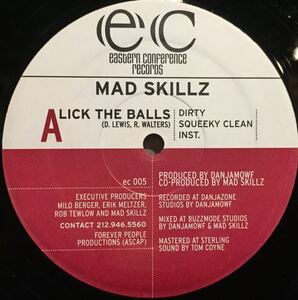 ec
eastern conference
records
MAD SKILLZ
A
LICK THE BALLS
(D. LEWIS, R. WALTERS)
DIRTY
SQUEEKY CLEAN
INST.
ec 005
EXECUTIVE PRODUCERS
MILO BERGER, ERIK MELTZER,
ROB TEWLOW AND MAD SKILLZ
CONTACT 212.946.5560
FOREVER PEOPLE
PRODUCTIONS (ASCAP)
PRODUCED BY DANJAMOWF
CO-PRODUCED BY MAD SKILLZ
RECORDED AT DANJAZONE
STUDIOS BY DANJAMOWF
MIXED AT BUZZMODE STUDIOS
BY DANJAMOWF & MAD SKILLZ
MASTERED AT STERLING
SOUND BY TOM COYNE